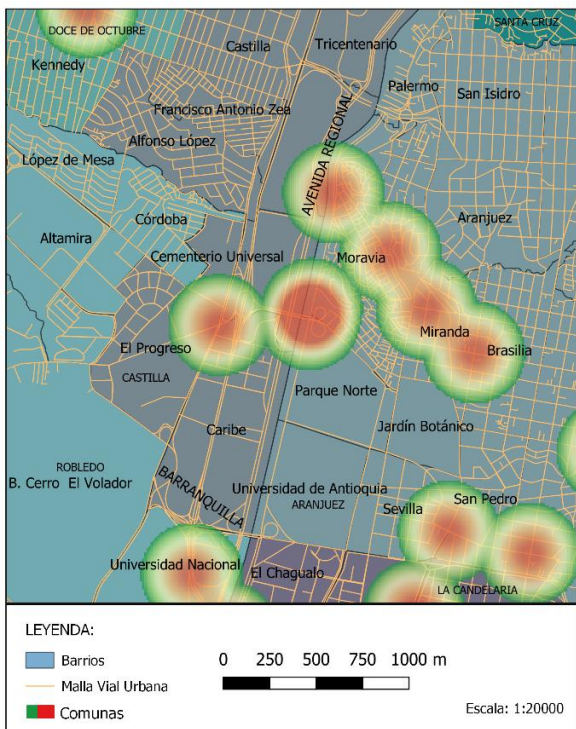 SANTA CRUZ
DOCE DE OCTUBRE
Castilla
Tricentenario
Kennedy
Palermo
San Isidro
Francisco Antonio Zea
Alfonso López
AVENIDA REGIONAL
López de Mesa
Córdoba
Aranjuez
Altamira
Cementerio Universal
Moravia
Miranda
El Progreso
Brasilia
CASTILLA
Parque Norte
Caribe
Jardín Botánico
ROBLEDO
B. Cerro El Volador
BARRANQUILLA
Universidad de Antioquia
San Pedro
ARANJUEZ
Sevilla
Universidad Nacional
El Chagualo
LA CANDELARIA
LEYENDA:
Barrios
0 250 500 750 1000 m
Malla Vial Urbana
Comunas
Escala: 1:20000